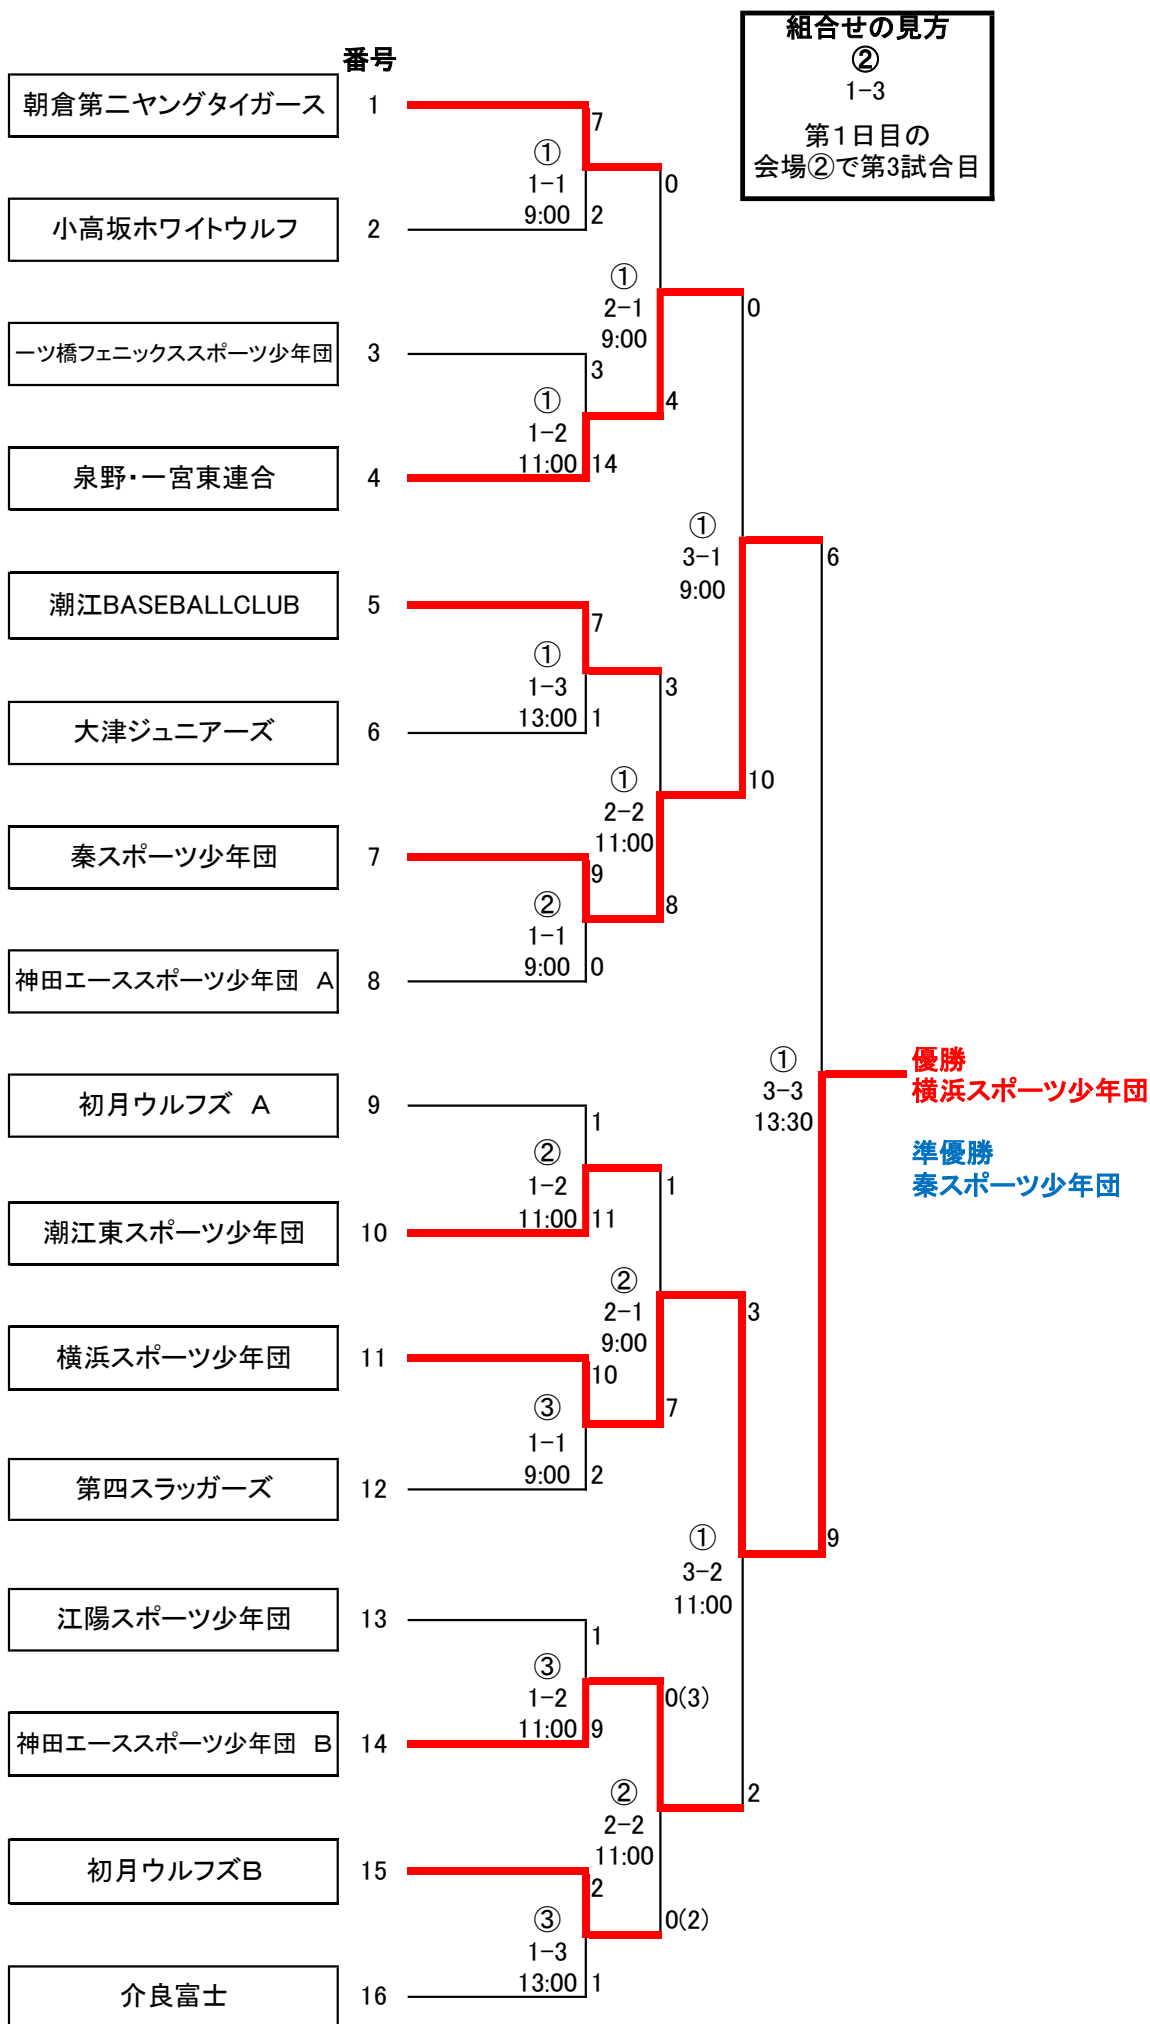 組合せの見方
②
1-3
第1日目の
会場②で第3試合目
番号
朝倉第二ヤングタイガース 1
7
①
1-1
9:00 2
0
小高坂ホワイトウルフ 2
①
2-1
9:00
0
一ツ橋フェニックススポーツ少年団 3
3
①
1-2
11:00 14
4
泉野・一宮東連合 4
①
3-1
9:00
6
潮江BASEBALLCLUB 5
7
①
1-3
13:00 1
3
大津ジュニアーズ 6
①
2-2
11:00
10
秦スポーツ少年団 7
9
②
1-1
9:00 0
8
神田エーススポーツ少年団 A 8
①
3-3
13:30
優勝
横浜スポーツ少年団
準優勝
秦スポーツ少年団
初月ウルフズ A 9
1
②
1-2
11:00 11
1
潮江東スポーツ少年団 10
②
2-1
9:00
3
横浜スポーツ少年団 11
10
③
1-1
9:00 2
7
第四スラッガーズ 12
①
3-2
11:00
9
江陽スポーツ少年団 13
1
③
1-2
11:00 9
0(3)
神田エーススポーツ少年団 B 14
②
2-2
11:00
2
初月ウルフズB 15
2
③
1-3
13:00 1
0(2)
介良富士 16